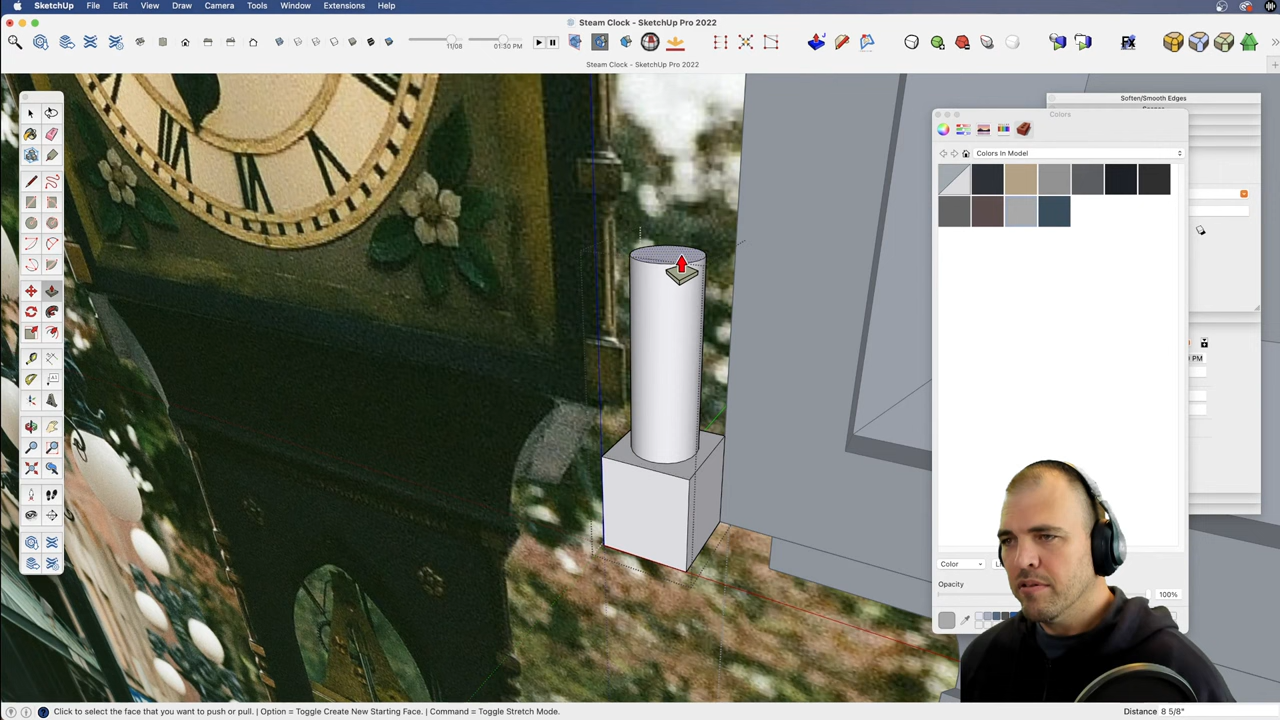 SketchUp File Edit View Draw Camera Tools Window Extensions Help
Steam Clock - SketchUp Pro 2022
11/08
01:30 PM
Steam Clock - SketchUp Pro 2022
Soften/Smooth Edges
Colors
Colors In Model
PM
Color
Opacity
100%
Click to select the face that you want to push or pull. | Option = Toggle Create New Starting Face. | Command = Toggle Stretch Mode.
Distance 8 5/8"